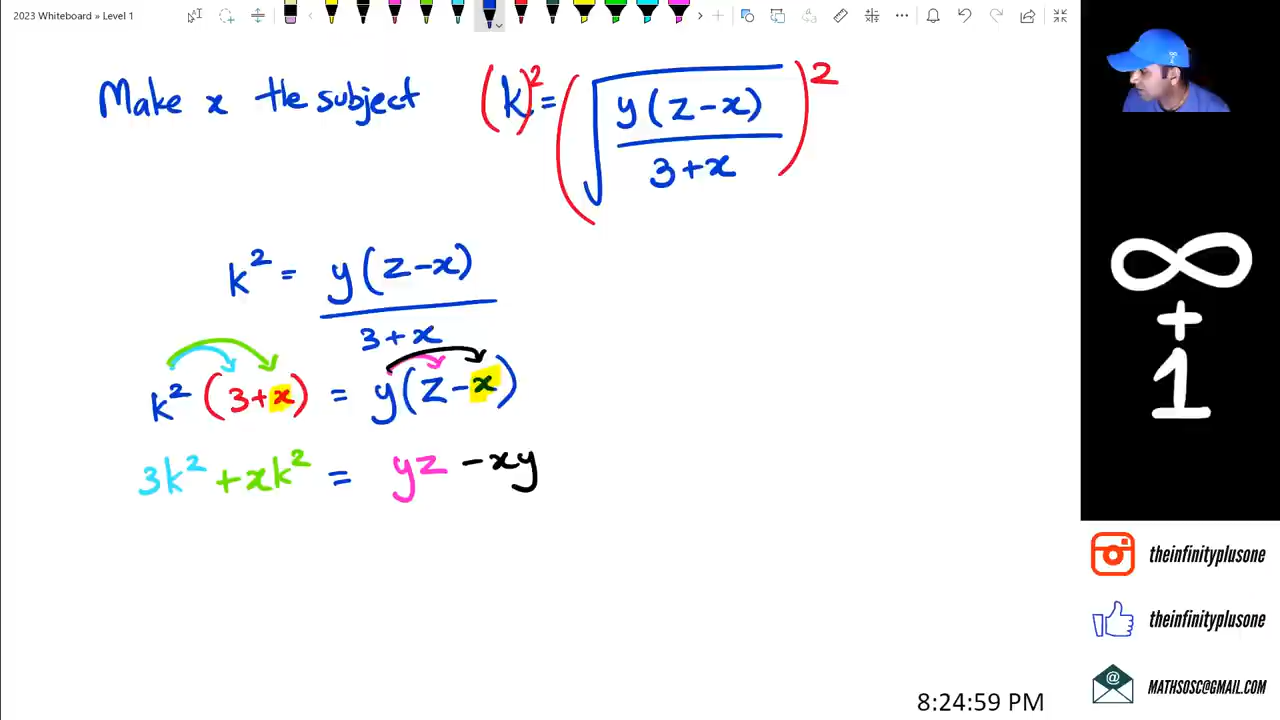 2023 Whiteboard » Level 1
Make x the subject (k)² = (√(y(z-x)/(3+x)))²
k² = y(z-x)/(3+x)
k²(3+x) = y(z-x)
3k² +xk² = yz -xy
∞
+
1
theinfinityplusone
theinfinityplusone
@
MATHSOSC@GMAIL.COM
8:24:59 PM